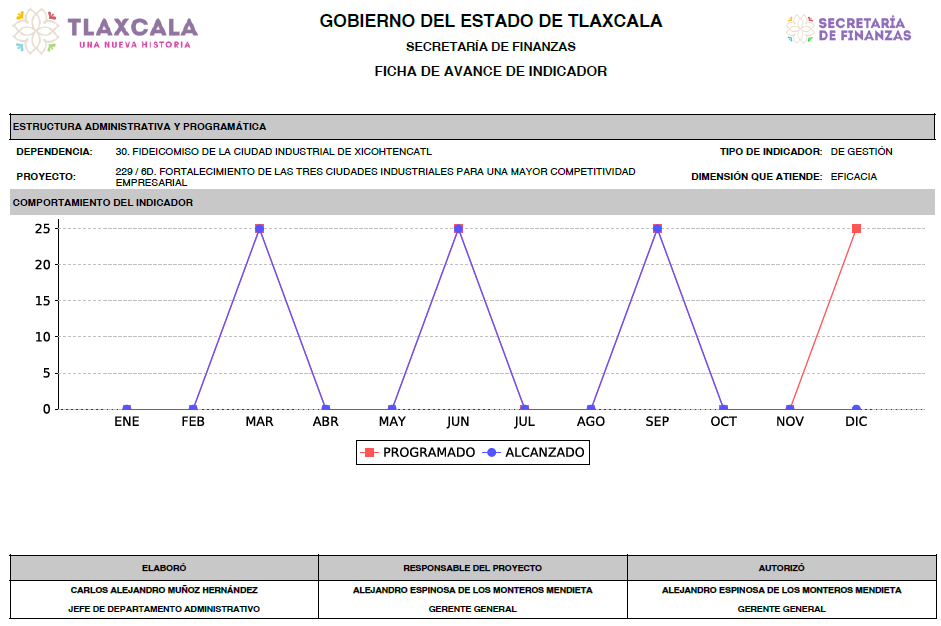 TLAXCALA
UNA NUEVA HISTORIA
GOBIERNO DEL ESTADO DE TLAXCALA
SECRETARÍA DE FINANZAS
FICHA DE AVANCE DE INDICADOR
SECRETARÍA
DE FINANZAS
ESTRUCTURA ADMINISTRATIVA Y PROGRAMÁTICA
DEPENDENCIA: 30. FIDEICOMISO DE LA CIUDAD INDUSTRIAL DE XICOHTENCATL TIPO DE INDICADOR: DE GESTIÓN
PROYECTO: 229 / 6D. FORTALECIMIENTO DE LAS TRES CIUDADES INDUSTRIALES PARA UNA MAYOR COMPETITIVIDAD
EMPRESARIAL
DIMENSIÓN QUE ATIENDE: EFICACIA
COMPORTAMIENTO DEL INDICADOR
25
20
15
10
5
0
ENE FEB MAR ABR MAY JUN JUL AGO SEP OCT NOV DIC
PROGRAMADO ALCANZADO
ELABORÓ RESPONSABLE DEL PROYECTO AUTORIZÓ
CARLOS ALEJANDRO MUÑOZ HERNÁNDEZ ALEJANDRO ESPINOSA DE LOS MONTEROS MENDIETA ALEJANDRO ESPINOSA DE LOS MONTEROS MENDIETA
JEFE DE DEPARTAMENTO ADMINISTRATIVO GERENTE GENERAL GERENTE GENERAL